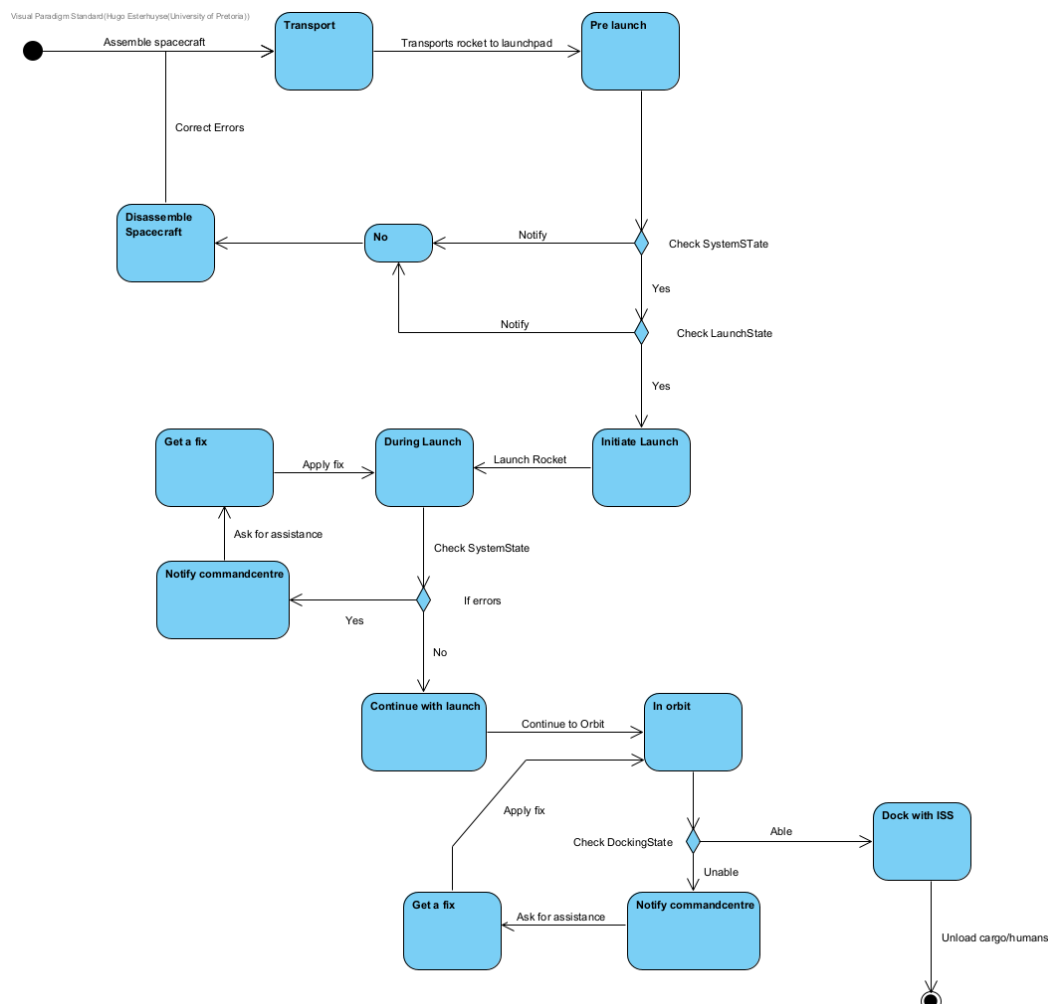 Visual Paradigm Standard(Hugo Esterhuyse(University of Pretoria))
Assemble spacecraft
Transport
Transports rocket to launchpad
Pre launch
Correct Errors
Disassemble
Spacecraft
No
Notify
Check SystemSTate
Yes
Notify
Check LaunchState
Yes
Get a fix
Apply fix
During Launch
Launch Rocket
Initiate Launch
Ask for assistance
Check SystemState
Notify commandcentre
Yes
If errors
No
Continue with launch
Continue to Orbit
In orbit
Apply fix
Check DockingState
Able
Dock with ISS
Unable
Get a fix
Ask for assistance
Notify commandcentre
Unload cargo/humans